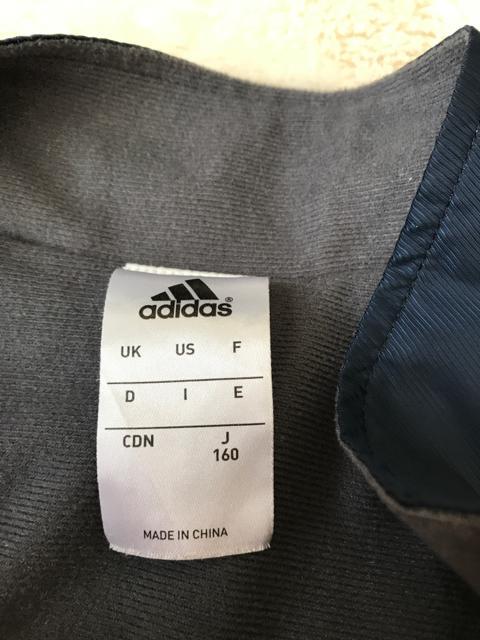 adidas®
UK US F
D I E
CDN J
160
MADE IN CHINA